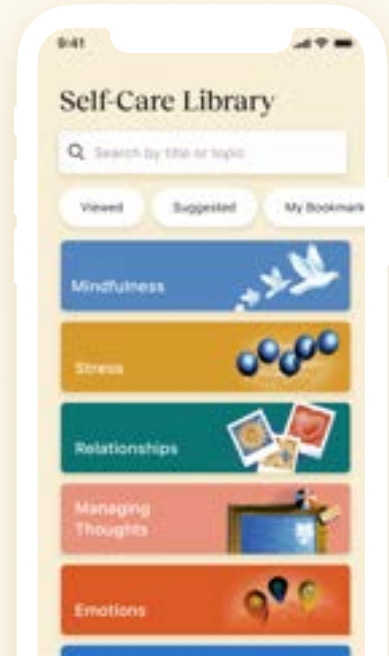 9:41
Self-Care Library
Search by title or topic
Viewed Suggested My Bookmark
Mindfulness
Stress
Relationships
Managing
Thoughts
Emotions